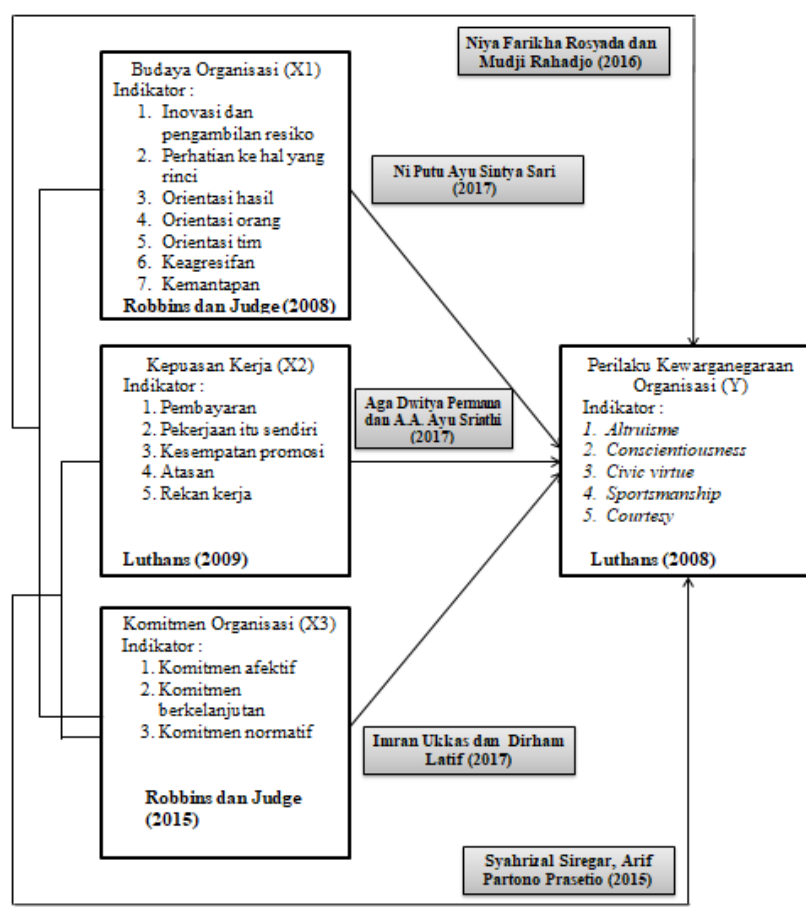 Niya Farikha Rosyada dan
Mudji Rahadjo (2016)
Budaya Organisasi (X1)
Indikator :
1. Inovasi dan
pengambilan resiko
2. Perhatian ke hal yang
rinci
3. Orientasi hasil
4. Orientasi orang
5. Orientasi tim
6. Keagresifan
7. Kemantapan
Robbins dan Judge (2008)
Ni Putu Ayu Sintya Sari
(2017)
Kepuasan Kerja (X2)
Indikator :
1. Pembayaran
2. Pekerjaan itu sendiri
3. Kesempatan promosi
4. Atasan
5. Rekan kerja
Luthans (2009)
Aga Dwitya Permana
dan A.A. Ayu Sriathi
(2017)
Perilaku Kewarganegaraan
Organisasi (Y)
Indikator :
1. Altruisme
2. Conscientiousness
3. Civic virtue
4. Sportsmanship
5. Courtesy
Luthans (2008)
Komitmen Organisasi (X3)
Indikator :
1. Komitmen afektif
2. Komitmen
berkelanjutan
3. Komitmen normatif
Robbins dan Judge
(2015)
Imran Ukkas dan Dirham
Latif (2017)
Syahrizal Siregar, Arif
Partono Prasetio (2015)